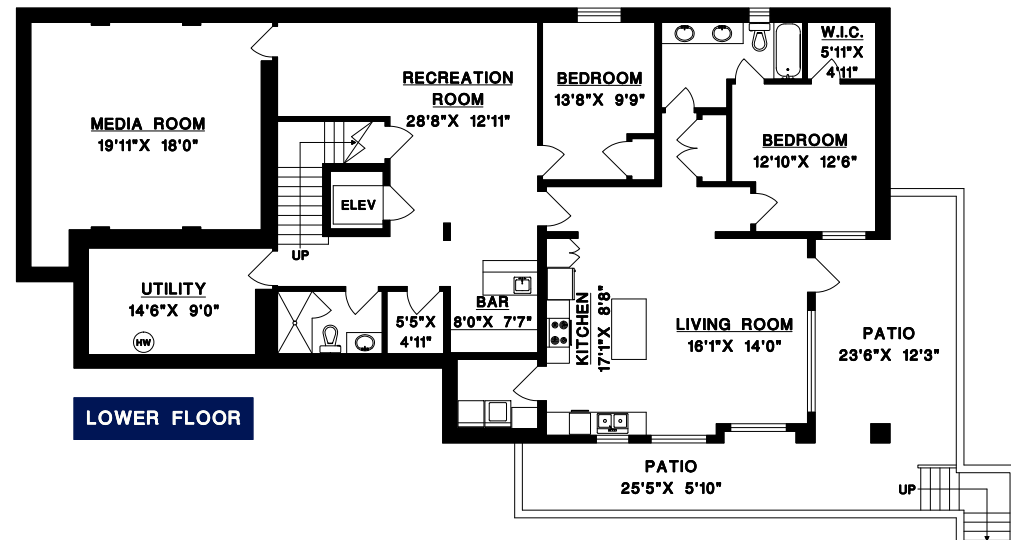 W.I.C.
5'11"X
4'11"
RECREATION
ROOM
28'8"X 12'11"
BEDROOM
13'8"X 9'9"
MEDIA ROOM
19'11"X 18'0"
BEDROOM
12'10"X 12'6"
ELEV
UP
UTILITY
14'6"X 9'0"
HW
5'5"X
4'11"
BAR
8'0"X 7'7"
KITCHEN
17'1"X 8'8"
LIVING ROOM
16'1"X 14'0"
PATIO
23'6"X 12'3"
LOWER FLOOR
PATIO
25'5"X 5'10"
UP